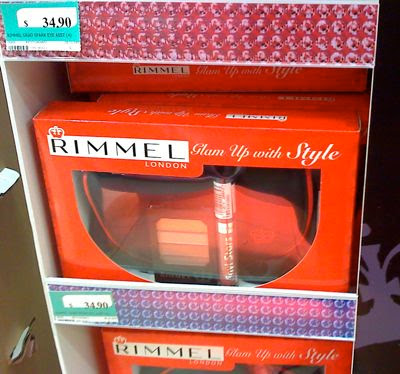 $ 34.90
RIMMEL Glam Up with Style
RIMMEL
LONDON
Glam Up with Style
34.90
RIMMEL
LONDON
Glam Up with Style